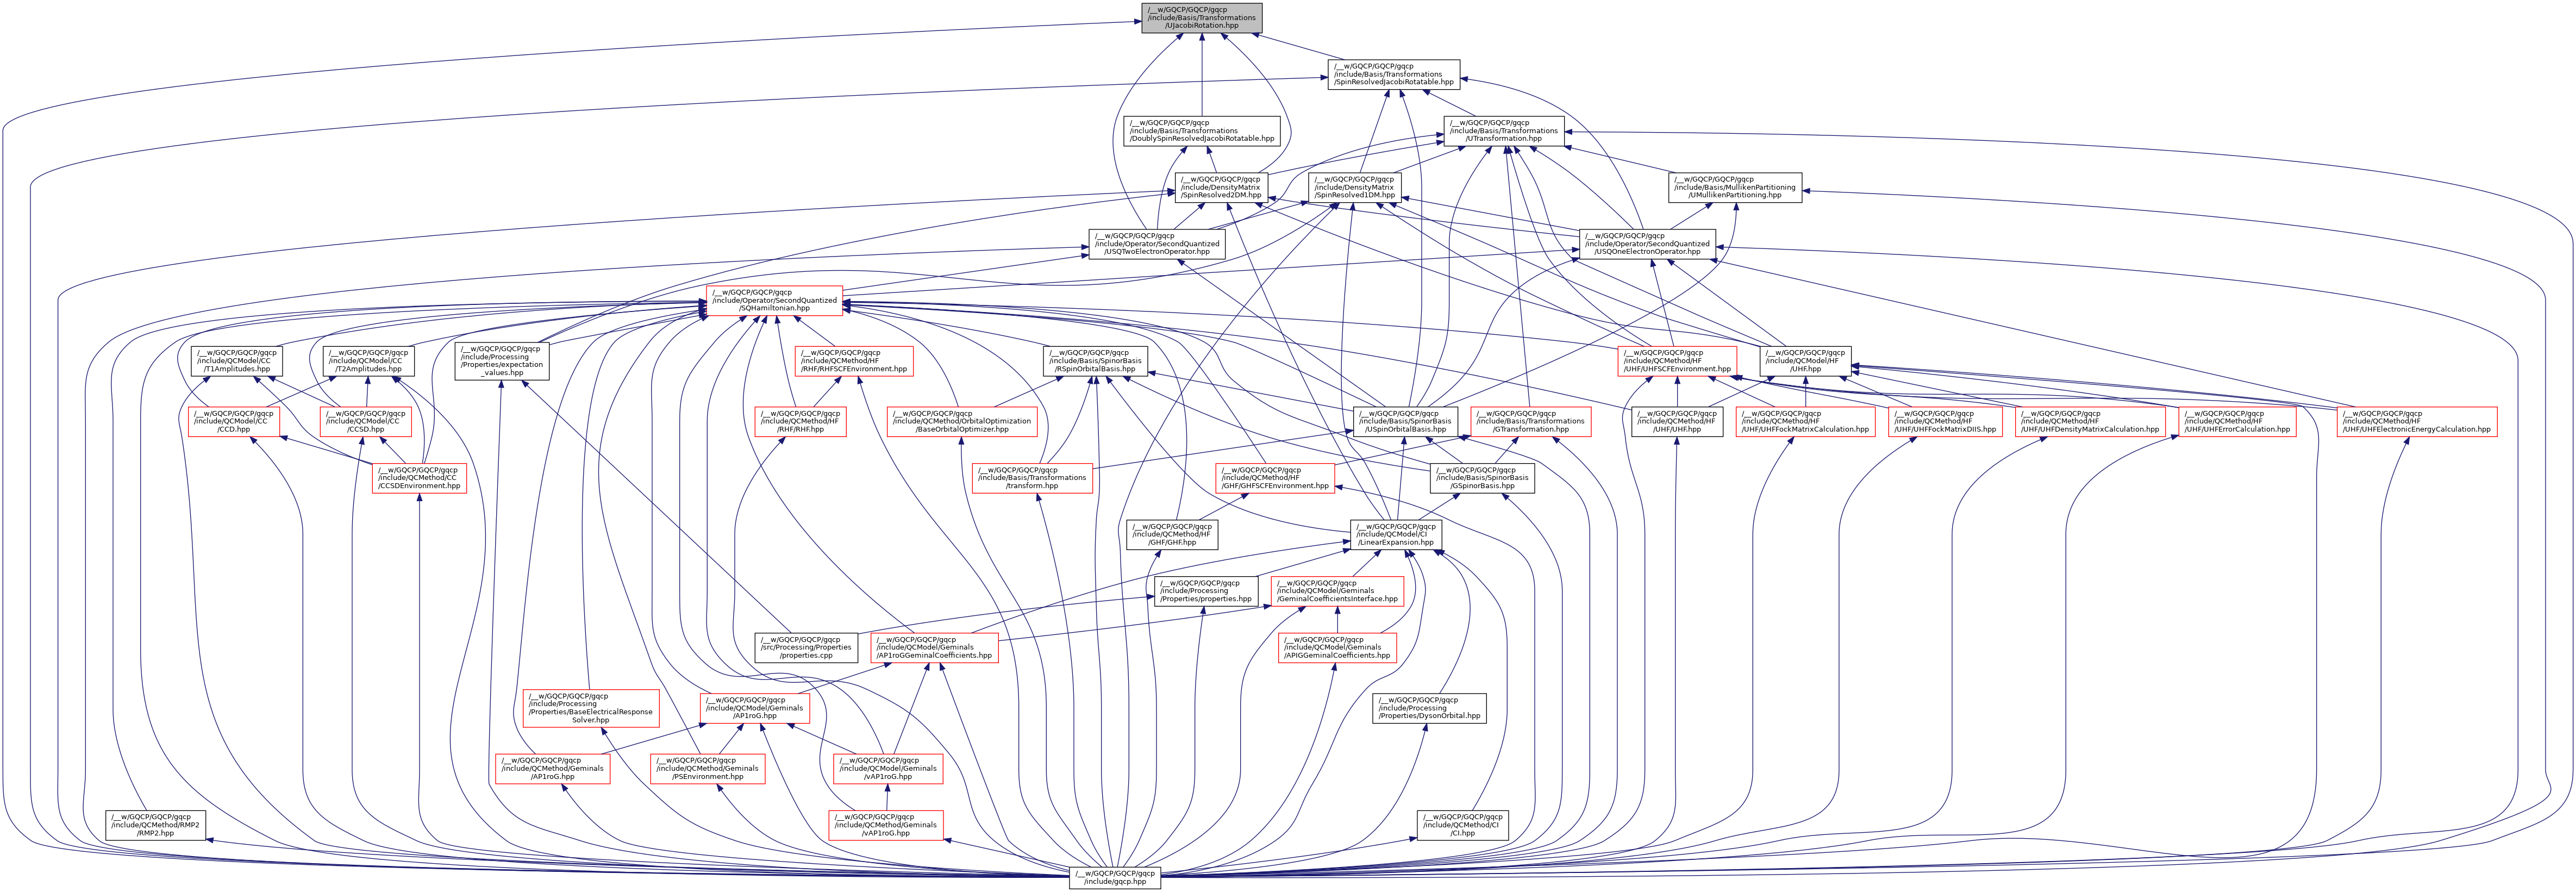 /__w/GQCP/GQCP/gqcp
/include/Basis/Transformations
/UJacobiRotation.hpp
/__w/GQCP/GQCP/gqcp
/include/Basis/Transformations
/SpinResolvedJacobiRotatable.hpp
/__w/GQCP/GQCP/gqcp
/include/Basis/Transformations
/DoublySpinResolvedJacobiRotatable.hpp
/__w/GQCP/GQCP/gqcp
/include/Basis/Transformations
/UTransformation.hpp
/__w/GQCP/GQCP/gqcp
/include/DensityMatrix
/SpinResolved2DM.hpp
/__w/GQCP/GQCP/gqcp
/include/DensityMatrix
/SpinResolved1DM.hpp
/__w/GQCP/GQCP/gqcp
/include/Basis/MullikenPartitioning
/UMullikenPartitioning.hpp
/__w/GQCP/GQCP/gqcp
/include/Operator/SecondQuantized
/USQTwoElectronOperator.hpp
/__w/GQCP/GQCP/gqcp
/include/Operator/SecondQuantized
/USQOneElectronOperator.hpp
/__w/GQCP/GQCP/gqcp
/include/Operator/SecondQuantized
/SQHamiltonian.hpp
/__w/GQCP/GQCP/gqcp
/include/QCModel/CC
/T1Amplitudes.hpp
/__w/GQCP/GQCP/gqcp
/include/QCModel/CC
/T2Amplitudes.hpp
/__w/GQCP/GQCP/gqcp
/include/Processing
/Properties/expectation
_values.hpp
/__w/GQCP/GQCP/gqcp
/include/QCMethod/HF
/RHF/RHFSCFEnvironment.hpp
/__w/GQCP/GQCP/gqcp
/include/Basis/SpinorBasis
/RSpinOrbitalBasis.hpp
/__w/GQCP/GQCP/gqcp
/include/QCMethod/HF
/UHF/UHFSCFEnvironment.hpp
/__w/GQCP/GQCP/gqcp
/include/QCModel/HF
/UHF.hpp
/__w/GQCP/GQCP/gqcp
/include/QCModel/CC
/CCD.hpp
/__w/GQCP/GQCP/gqcp
/include/QCModel/CC
/CCSD.hpp
/__w/GQCP/GQCP/gqcp
/include/QCMethod/HF
/RHF/RHF.hpp
/__w/GQCP/GQCP/gqcp
/include/QCMethod/OrbitalOptimization
/BaseOrbitalOptimizer.hpp
/__w/GQCP/GQCP/gqcp
/include/Basis/SpinorBasis
/USpinOrbitalBasis.hpp
/__w/GQCP/GQCP/gqcp
/include/Basis/Transformations
/GTransformation.hpp
/__w/GQCP/GQCP/gqcp
/include/QCMethod/HF
/UHF/UHF.hpp
/__w/GQCP/GQCP/gqcp
/include/QCMethod/HF
/UHF/UHFFockMatrixCalculation.hpp
/__w/GQCP/GQCP/gqcp
/include/QCMethod/HF
/UHF/UHFFockMatrixDIIS.hpp
/__w/GQCP/GQCP/gqcp
/include/QCMethod/HF
/UHF/UHFDensityMatrixCalculation.hpp
/__w/GQCP/GQCP/gqcp
/include/QCMethod/HF
/UHF/UHFErrorCalculation.hpp
/__w/GQCP/GQCP/gqcp
/include/QCMethod/HF
/UHF/UHFElectronicEnergyCalculation.hpp
/__w/GQCP/GQCP/gqcp
/include/QCMethod/CC
/CCSDEnvironment.hpp
/__w/GQCP/GQCP/gqcp
/include/Basis/Transformations
/transform.hpp
/__w/GQCP/GQCP/gqcp
/include/QCMethod/HF
/GHF/GHFSCFEnvironment.hpp
/__w/GQCP/GQCP/gqcp
/include/Basis/SpinorBasis
/GSpinorBasis.hpp
/__w/GQCP/GQCP/gqcp
/include/QCMethod/HF
/GHF/GHF.hpp
/__w/GQCP/GQCP/gqcp
/include/QCModel/CI
/LinearExpansion.hpp
/__w/GQCP/GQCP/gqcp
/include/Processing
/Properties/properties.hpp
/__w/GQCP/GQCP/gqcp
/include/QCModel/Geminals
/GeminalCoefficientsInterface.hpp
/__w/GQCP/GQCP/gqcp
/src/Processing/Properties
/properties.cpp
/__w/GQCP/GQCP/gqcp
/include/QCModel/Geminals
/AP1roGGeminalCoefficients.hpp
/__w/GQCP/GQCP/gqcp
/include/QCModel/Geminals
/APIGGeminalCoefficients.hpp
/__w/GQCP/GQCP/gqcp
/include/Processing
/Properties/BaseElectricalResponse
Solver.hpp
/__w/GQCP/GQCP/gqcp
/include/QCModel/Geminals
/AP1roG.hpp
/__w/GQCP/GQCP/gqcp
/include/Processing
/Properties/DysonOrbital.hpp
/__w/GQCP/GQCP/gqcp
/include/QCMethod/Geminals
/AP1roG.hpp
/__w/GQCP/GQCP/gqcp
/include/QCMethod/Geminals
/PSEnvironment.hpp
/__w/GQCP/GQCP/gqcp
/include/QCModel/Geminals
/vAP1roG.hpp
/__w/GQCP/GQCP/gqcp
/include/QCMethod/RMP2
/RMP2.hpp
/__w/GQCP/GQCP/gqcp
/include/QCMethod/Geminals
/vAP1roG.hpp
/__w/GQCP/GQCP/gqcp
/include/QCMethod/CI
/CI.hpp
/__w/GQCP/GQCP/gqcp
/include/gqcp.hpp